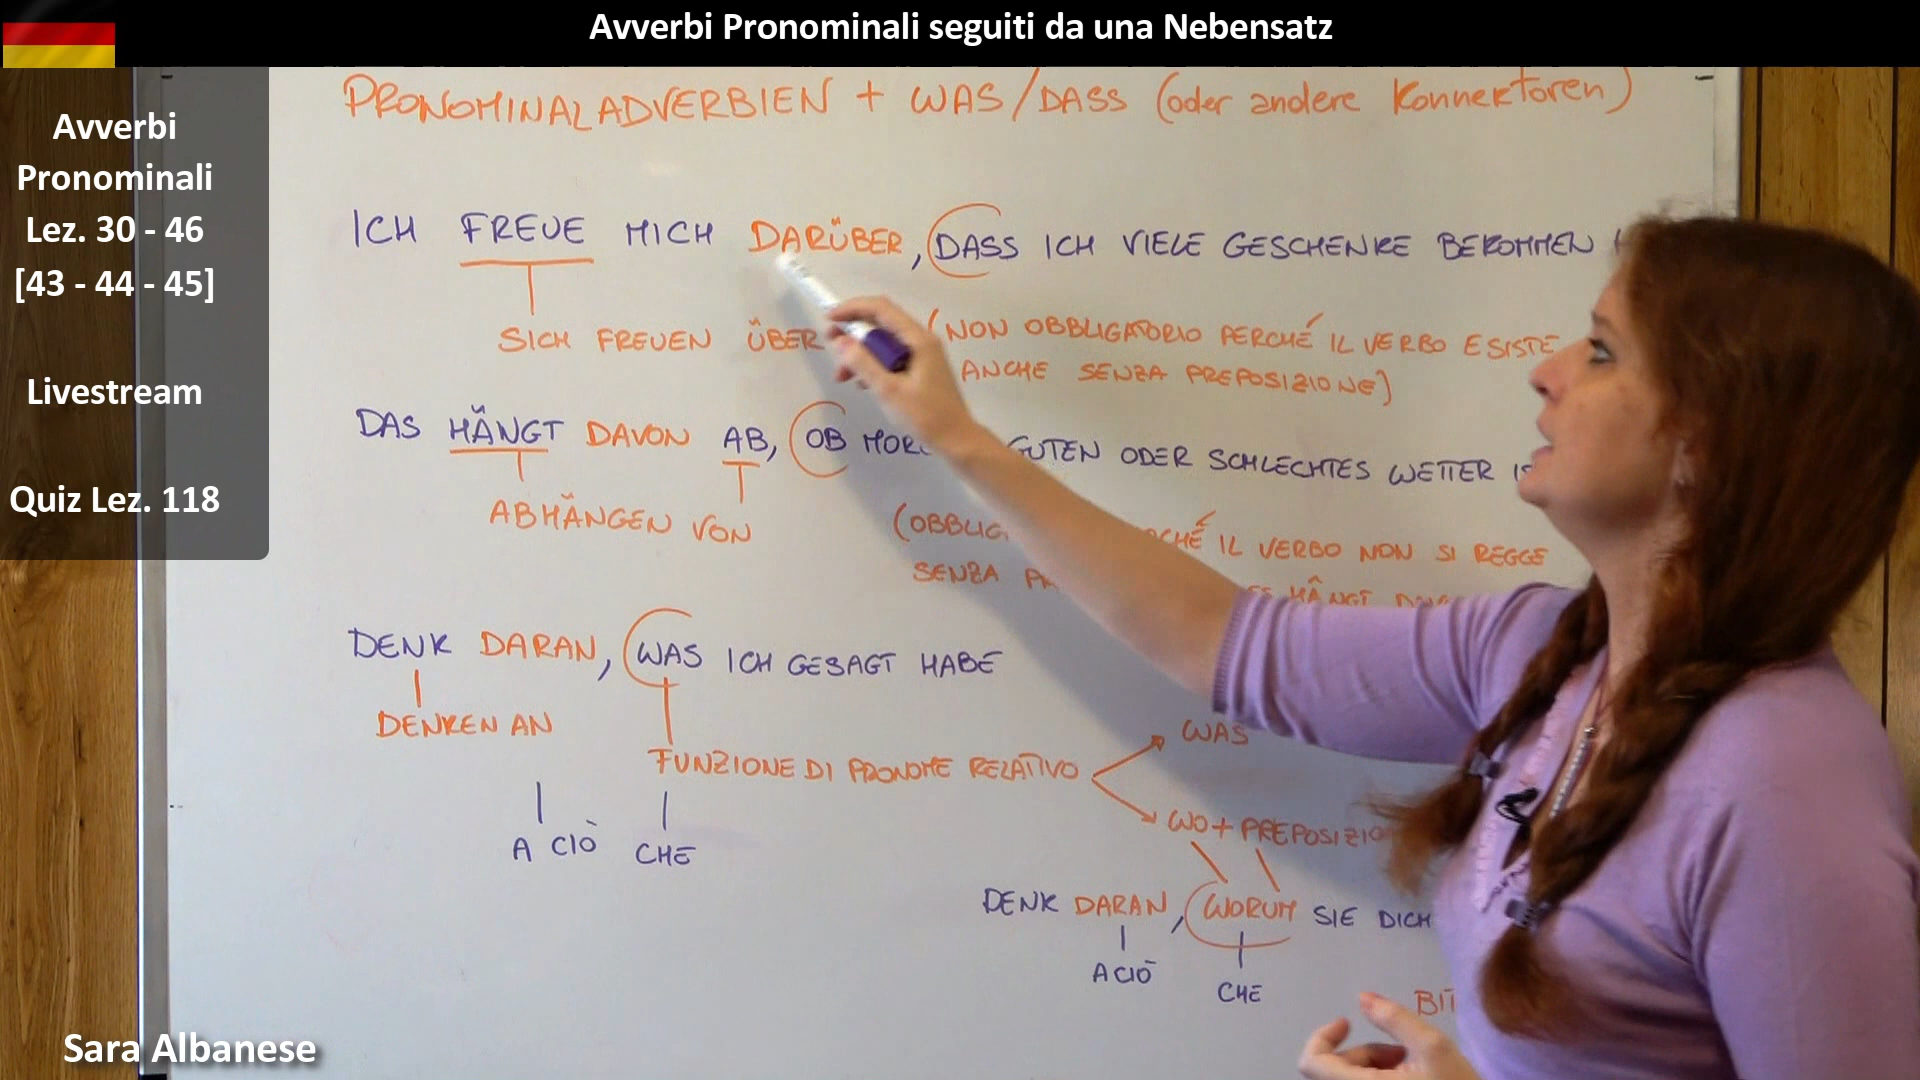 Avverbi Pronominali seguiti da una Nebensatz
Avverbi
Pronominali
Lez. 30 - 46
[43 - 44 - 45]
Livestream
Quiz Lez. 118
PRONOMINALADVERBIEN + WAS/DASS (oder andere Konnektoren)
ICH FREUE MICH DARÜBER, DASS ICH VIELE GESCHENKE BEKOMMEN
SICH FREUEN ÜBER (NON OBBLIGATORIO PERCHÉ IL VERBO ESISTE
ANCHE SENZA PREPOSIZIONE)
DAS HÄNGT DAVON AB, OB GUTEN ODER SCHLECHTES WETTER
ABHÄNGEN VON
IL VERBO NON SI REGGE
SENZA
HÄNGT
DENK DARAN, WAS ICH GESAGT HABE
DENKEN AN
WAS
FUNZIONE DI PRONOME RELATIVO
WO +
A CIÒ CHE
DENK DARAN, WORUM SIE DICH
A CIÒ
CHE
Sara Albanese